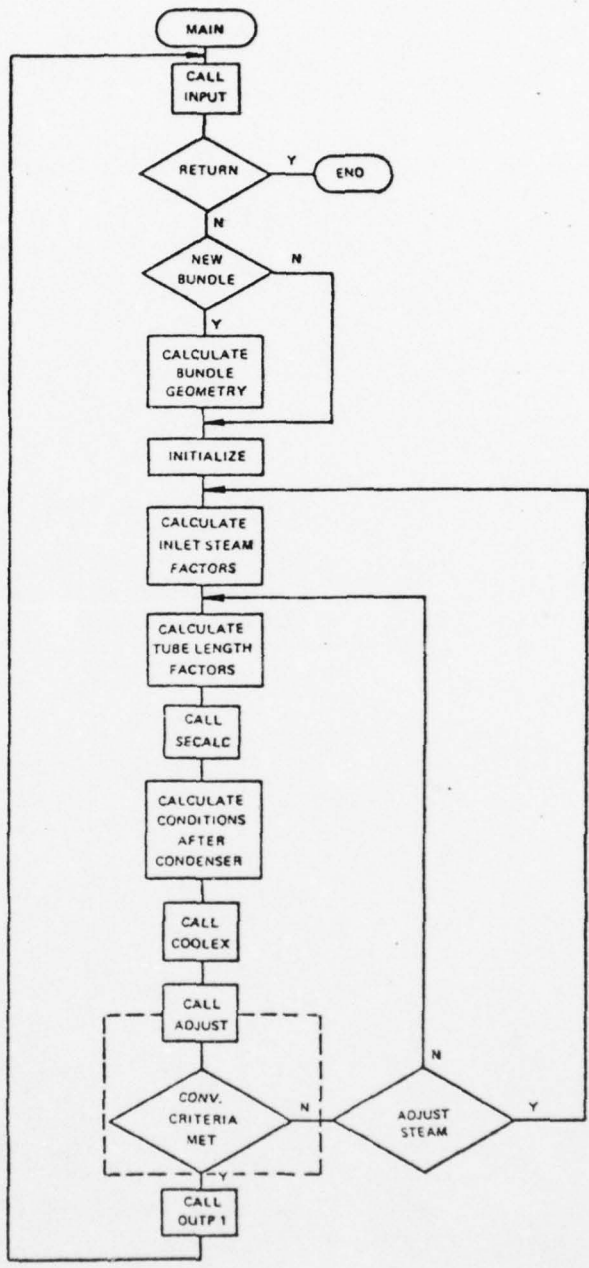 MAIN
CALL
INPUT
RETURN
Y
END
N
NEW
BUNDLE
N
Y
CALCULATE
BUNDLE
GEOMETRY
INITIALIZE
CALCULATE
INLET STEAM
FACTORS
CALCULATE
TUBE LENGTH
FACTORS
CALL
SECALC
CALCULATE
CONDITIONS
AFTER
CONDENSER
CALL
COOLEX
CALL
ADJUST
CONV.
CRITERIA
MET
N
Y
N
ADJUST
STEAM
Y
CALL
OUTP 1